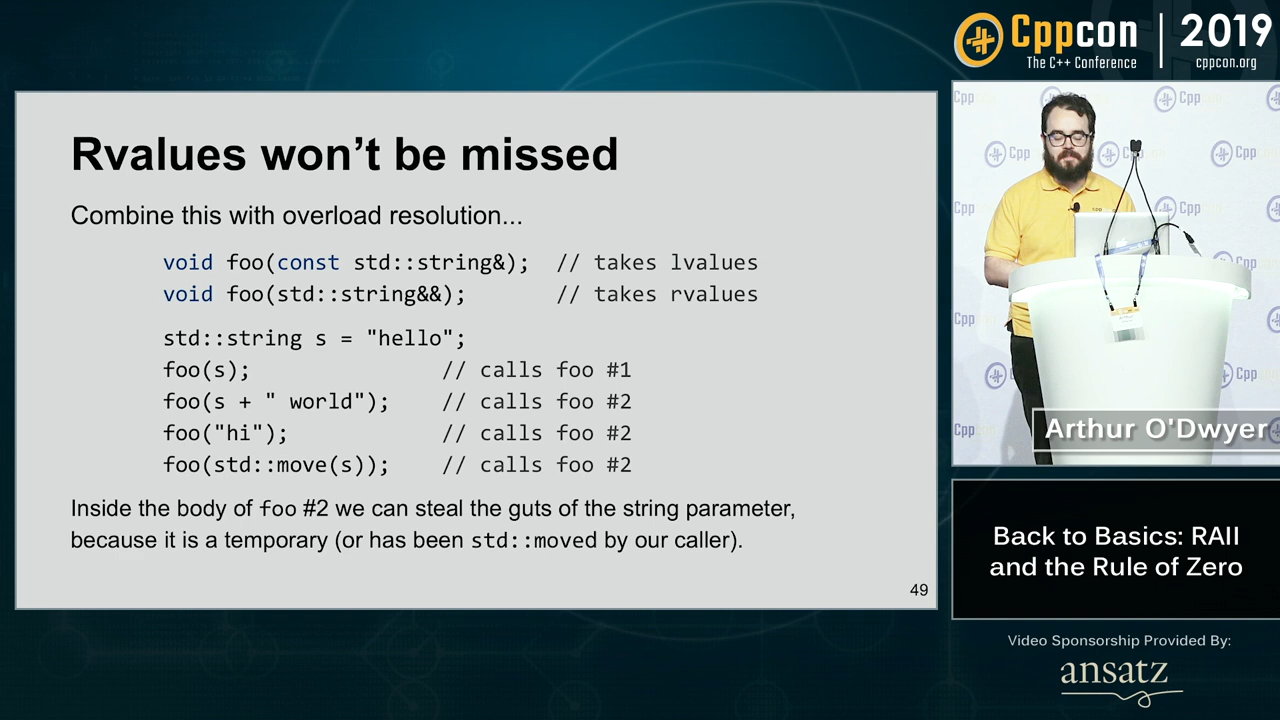 Cppcon | 2019
The C++ Conference
cppcon.org
Rvalues won’t be missed
Combine this with overload resolution...
void foo(const std::string&);  // takes lvalues
void foo(std::string&&);       // takes rvalues
std::string s = "hello";
foo(s);               // calls foo #1
foo(s + " world");    // calls foo #2
foo("hi");            // calls foo #2
foo(std::move(s));    // calls foo #2
Inside the body of foo #2 we can steal the guts of the string parameter,
because it is a temporary (or has been std::moved by our caller).
49
Arthur O'Dwyer
Back to Basics: RAII
and the Rule of Zero
Video Sponsorship Provided By:
ansatz